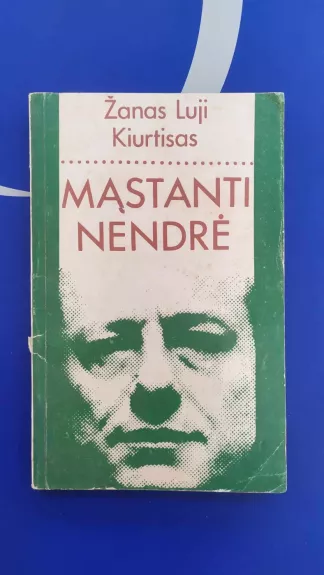 Žanas Luji
Kiurtisas
MĄSTANTI
NENDRĖ